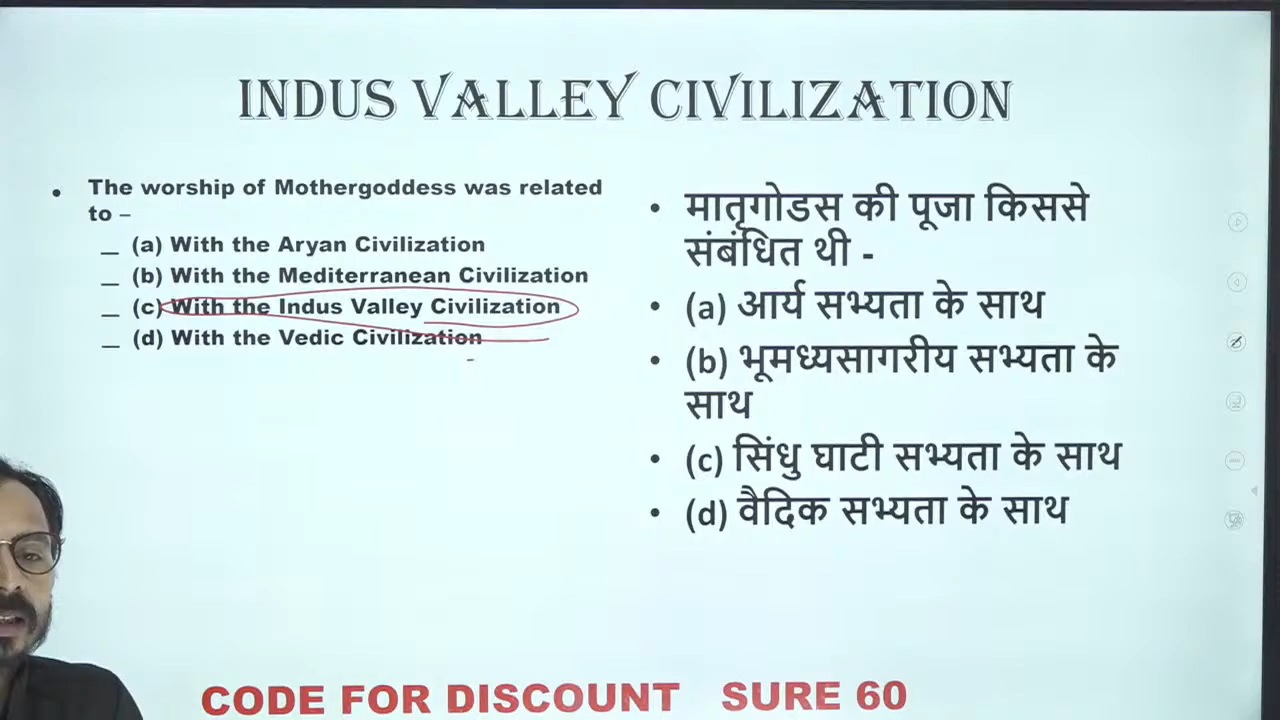 INDUS VALLEY CIVILIZATION
• The worship of Mothergoddess was related
to –
_ (a) With the Aryan Civilization
_ (b) With the Mediterranean Civilization
_ (c) With the Indus Valley Civilization
_ (d) With the Vedic Civilization
• मातृगोडस की पूजा किससे
संबंधित थी -
• (a) आर्य सभ्यता के साथ
• (b) भूमध्यसागरीय सभ्यता के
साथ
• (c) सिंधु घाटी सभ्यता के साथ
• (d) वैदिक सभ्यता के साथ
CODE FOR DISCOUNT SURE 60